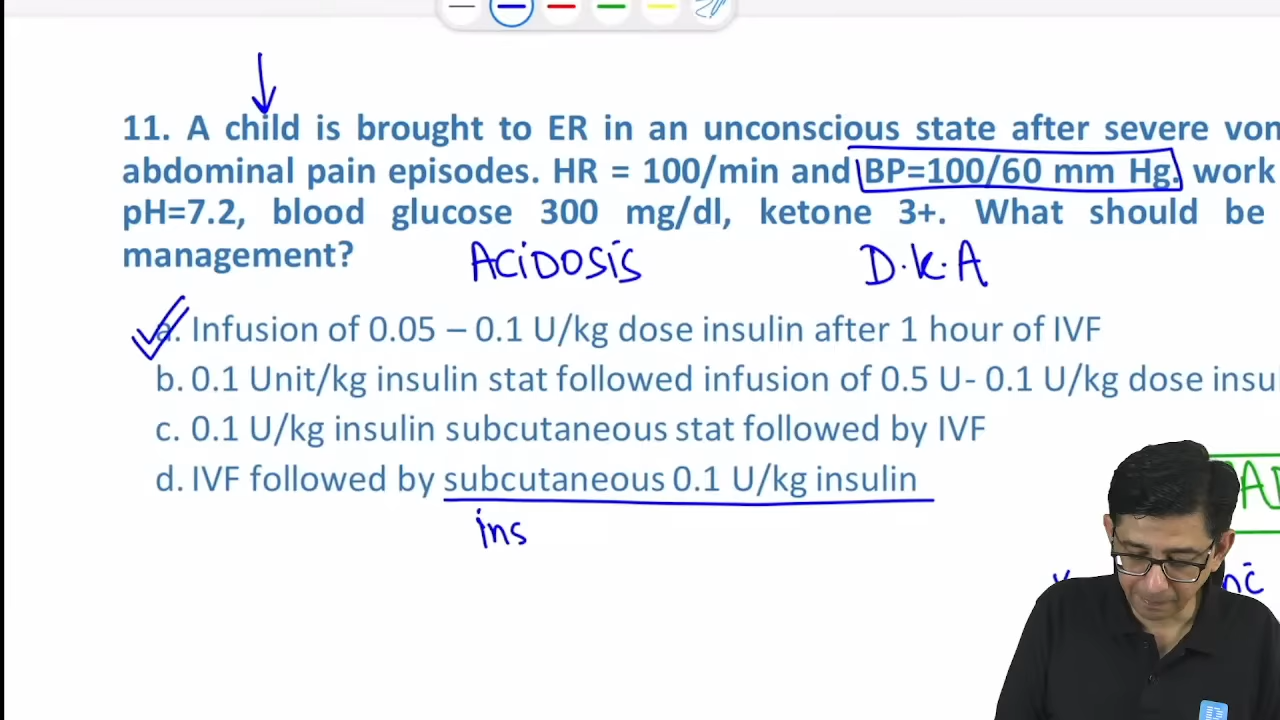 11. A child is brought to ER in an unconscious state after severe
abdominal pain episodes. HR = 100/min and BP=100/60 mm Hg. work
pH=7.2, blood glucose 300 mg/dl, ketone 3+. What should be
management?
ACiDOSiS
D.K.A
a. Infusion of 0.05 – 0.1 U/kg dose insulin after 1 hour of IVF
b. 0.1 Unit/kg insulin stat followed infusion of 0.5 U- 0.1 U/kg dose
c. 0.1 U/kg insulin subcutaneous stat followed by IVF
d. IVF followed by subcutaneous 0.1 U/kg insulin
ins